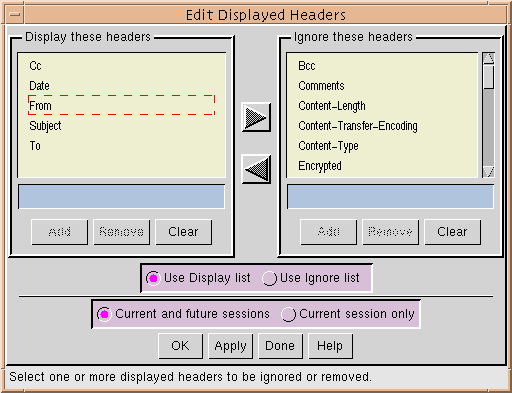 Edit Displayed Headers
Display these headers
Cc
Date
From
Subject
To
Add Remove Clear
Ignore these headers
Bcc
Comments
Content-Length
Content-Transfer-Encoding
Content-Type
Encrypted
Add Remove Clear
Use Display list Use Ignore list
Current and future sessions Current session only
OK Apply Done Help
Select one or more displayed headers to be ignored or removed.